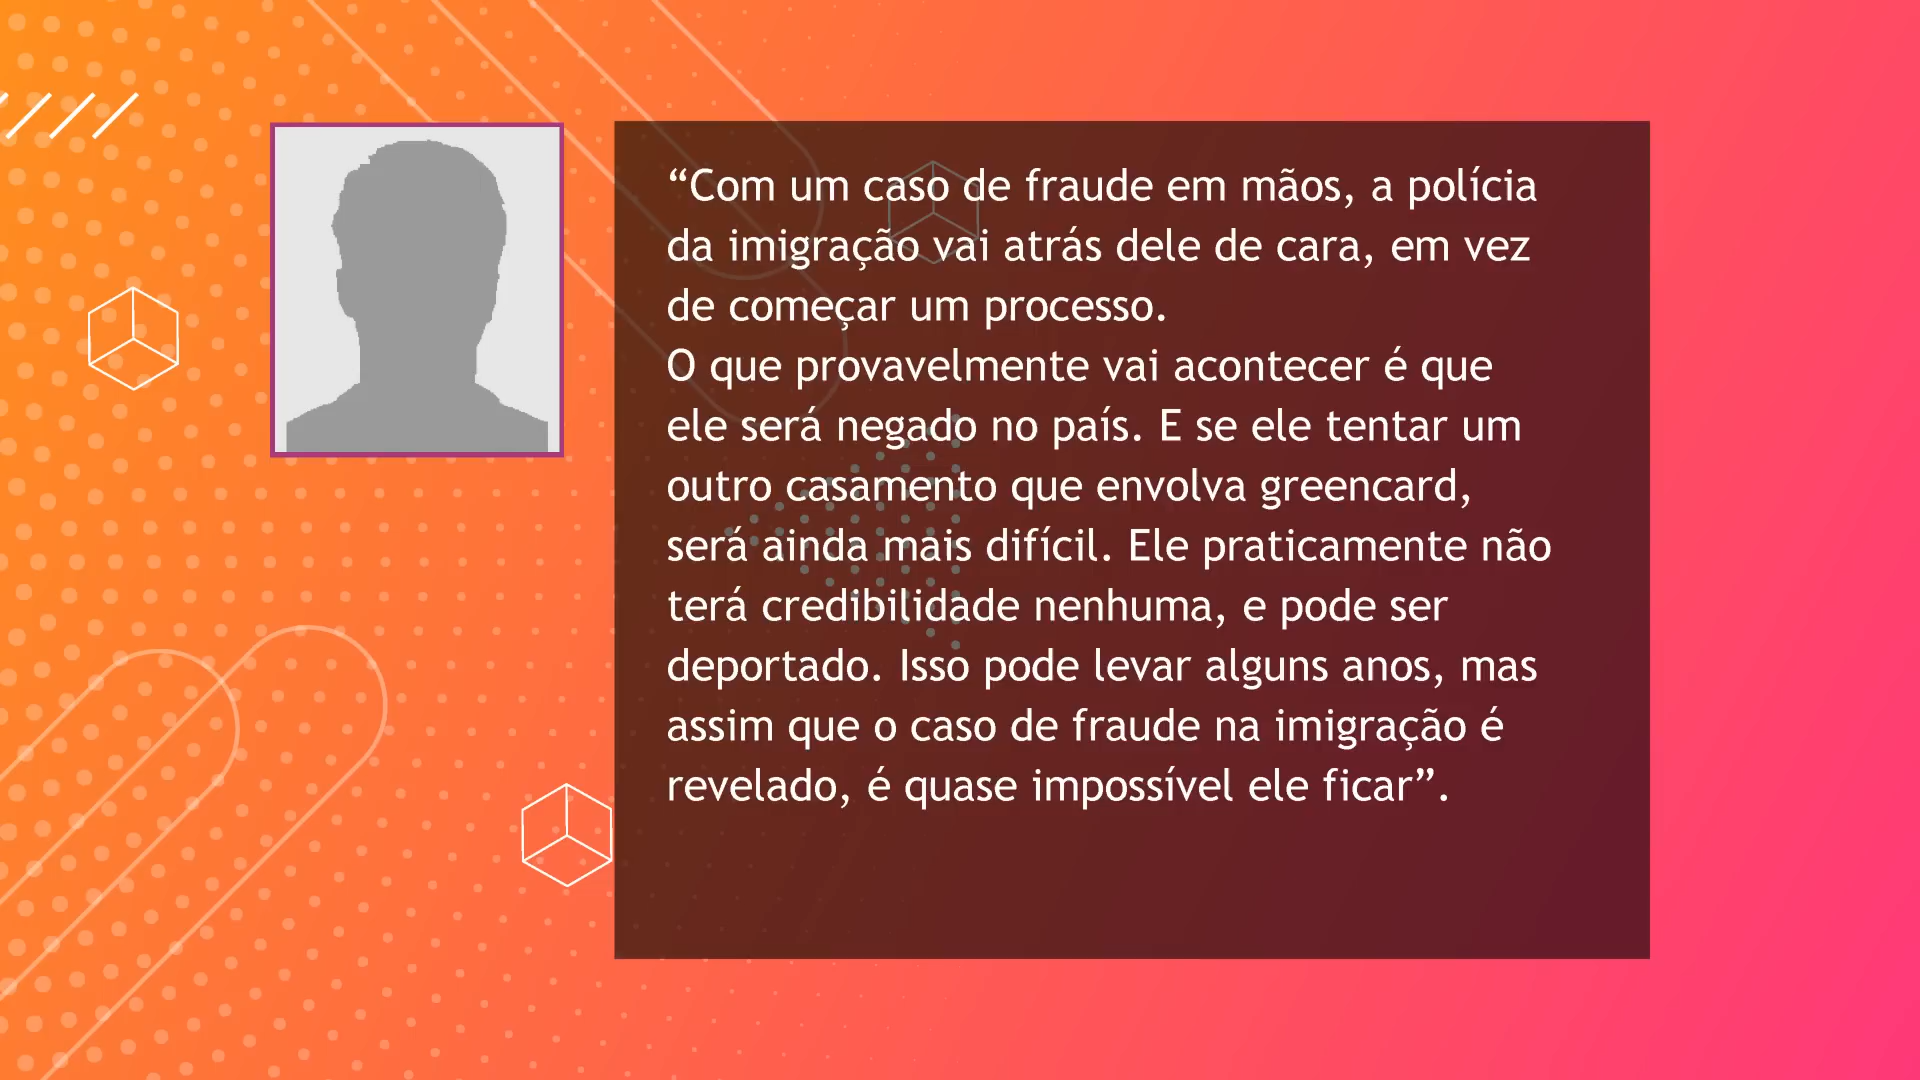 “Com um caso de fraude em mãos, a polícia
da imigração vai atrás dele de cara, em vez
de começar um processo.
O que provavelmente vai acontecer é que
ele será negado no país. E se ele tentar um
outro casamento que envolva greencard,
será ainda mais difícil. Ele praticamente não
terá credibilidade nenhuma, e pode ser
deportado. Isso pode levar alguns anos, mas
assim que o caso de fraude na imigração é
revelado, é quase impossível ele ficar”.